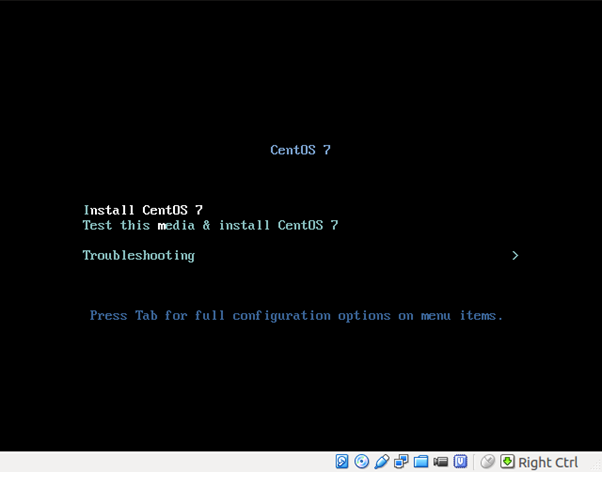 CentOS 7
Install CentOS 7
Test this media & install CentOS 7
Troubleshooting >
Press Tab for full configuration options on menu items.
Right Ctrl